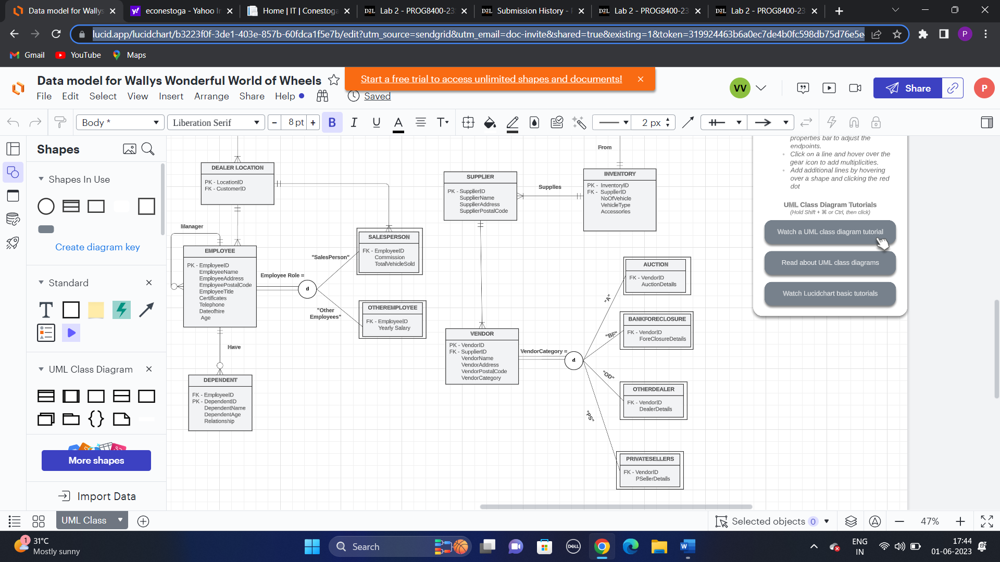 Data model for Wallys
econestoga - Yahoo
Home | IT | Conestoga
D2L Lab 2 - PROG8400-23
D2L Submission History -
D2L Lab 2 - PROG8400-23
D2L Lab 2 - PROG8400-23
lucid.app/lucidchart/b3223f0f-3de1-403e-857b-60fdca1f5e7b/edit?utm_source=sendgrid&utm_email=doc-invite&shared=true&existing=1&token=319924463b6a0ec7de4b0fc598db75d76e5e
P
Gmail YouTube Maps
Data model for Wallys Wonderful World of Wheels
Start a free trial to access unlimited shapes and documents!
VV
Share
P
File Edit Select View Insert Arrange Share Help Saved
Body * Liberation Serif - 8 pt + B I U A T 2 px
Shapes
Shapes In Use
Create diagram key
Standard
T
UML Class Diagram
More shapes
Import Data
DEALER LOCATION
PK - LocationID
FK - CustomerID
Manager
EMPLOYEE
PK - EmployeeID
EmployeeName
EmployeeAddress
EmployeePostalCode
EmployeeTitle
Certificates
Telephone
Dateofhire
Age
Have
DEPENDENT
FK - EmployeeID
PK - DependentID
DependentName
DependentAge
Relationship
Employee Role =
d
"SalesPerson"
"Other
Employees"
SALESPERSON
FK - EmployeeID
Commission
TotalVehicleSold
OTHEREMPLOYEE
FK - EmployeeID
Yearly Salary
SUPPLIER
PK - SupplierID
SupplierName
SupplierAddress
SupplierPostalCode
Supplies
From
INVENTORY
PK - InventoryID
FK - SupplierID
NoOfVehicle
VehicleType
Accessories
VENDOR
PK - VendorID
FK - SupplierID
VendorName
VendorAddress
VendorPostalCode
VendorCategory
VendorCategory =
d
"A"
"BF"
"OD"
"PS"
AUCTION
FK - VendorID
AuctionDetails
BANKFORECLOSURE
FK - VendorID
ForeClosureDetails
OTHERDEALER
FK - VendorID
DealerDetails
PRIVATESELLERS
FK - VendorID
PSellerDetails
properties bar to adjust the
endpoints.
Click on a line and hover over the
gear icon to add multiplicities.
Add additional lines by hovering
over a shape and clicking the red
dot
UML Class Diagram Tutorials
(Hold Shift + ⌘ or Ctrl, then click)
Watch a UML class diagram tutorial
Read about UML class diagrams
Watch Lucidchart basic tutorials
UML Class
Selected objects 0
47%
1
31°C
Mostly sunny
Search
DELL
W
ENG
IN
17:44
01-06-2023